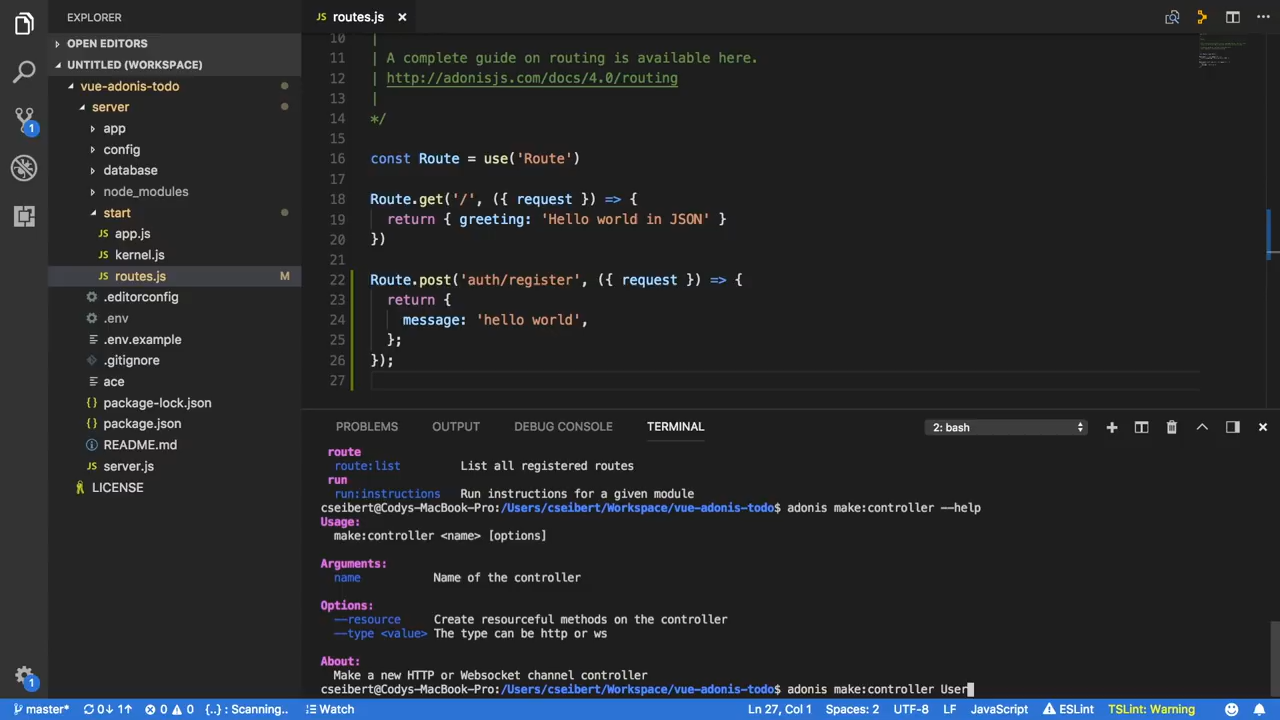 EXPLORER
OPEN EDITORS
UNTITLED (WORKSPACE)
vue-adonis-todo
server
app
config
database
node_modules
start
JS app.js
JS kernel.js
JS routes.js M
.editorconfig
.env
.env.example
.gitignore
ace
{} package-lock.json
{} package.json
README.md
JS server.js
LICENSE
1
1
JS routes.js
10 |
11 | A complete guide on routing is available here.
12 | http://adonisjs.com/docs/4.0/routing
13 |
14 */
15
16 const Route = use('Route')
17
18 Route.get('/', ({ request }) => {
19 return { greeting: 'Hello world in JSON' }
20 })
21
22 Route.post('auth/register', ({ request }) => {
23 return {
24 message: 'hello world',
25 };
26 });
27
PROBLEMS OUTPUT DEBUG CONSOLE TERMINAL 2: bash
route
route:list List all registered routes
run
run:instructions Run instructions for a given module
cseibert@Codys-MacBook-Pro:/Users/cseibert/Workspace/vue-adonis-todo$ adonis make:controller --help
Usage:
make:controller <name> [options]
Arguments:
name Name of the controller
Options:
--resource Create resourceful methods on the controller
--type <value> The type can be http or ws
About:
Make a new HTTP or Websocket channel controller
cseibert@Codys-MacBook-Pro:/Users/cseibert/Workspace/vue-adonis-todo$ adonis make:controller User
master* 0↓ 1↑ 0 0 {..} : Scanning.. Watch Ln 27, Col 1 Spaces: 2 UTF-8 LF JavaScript ESLint TSLint: Warning